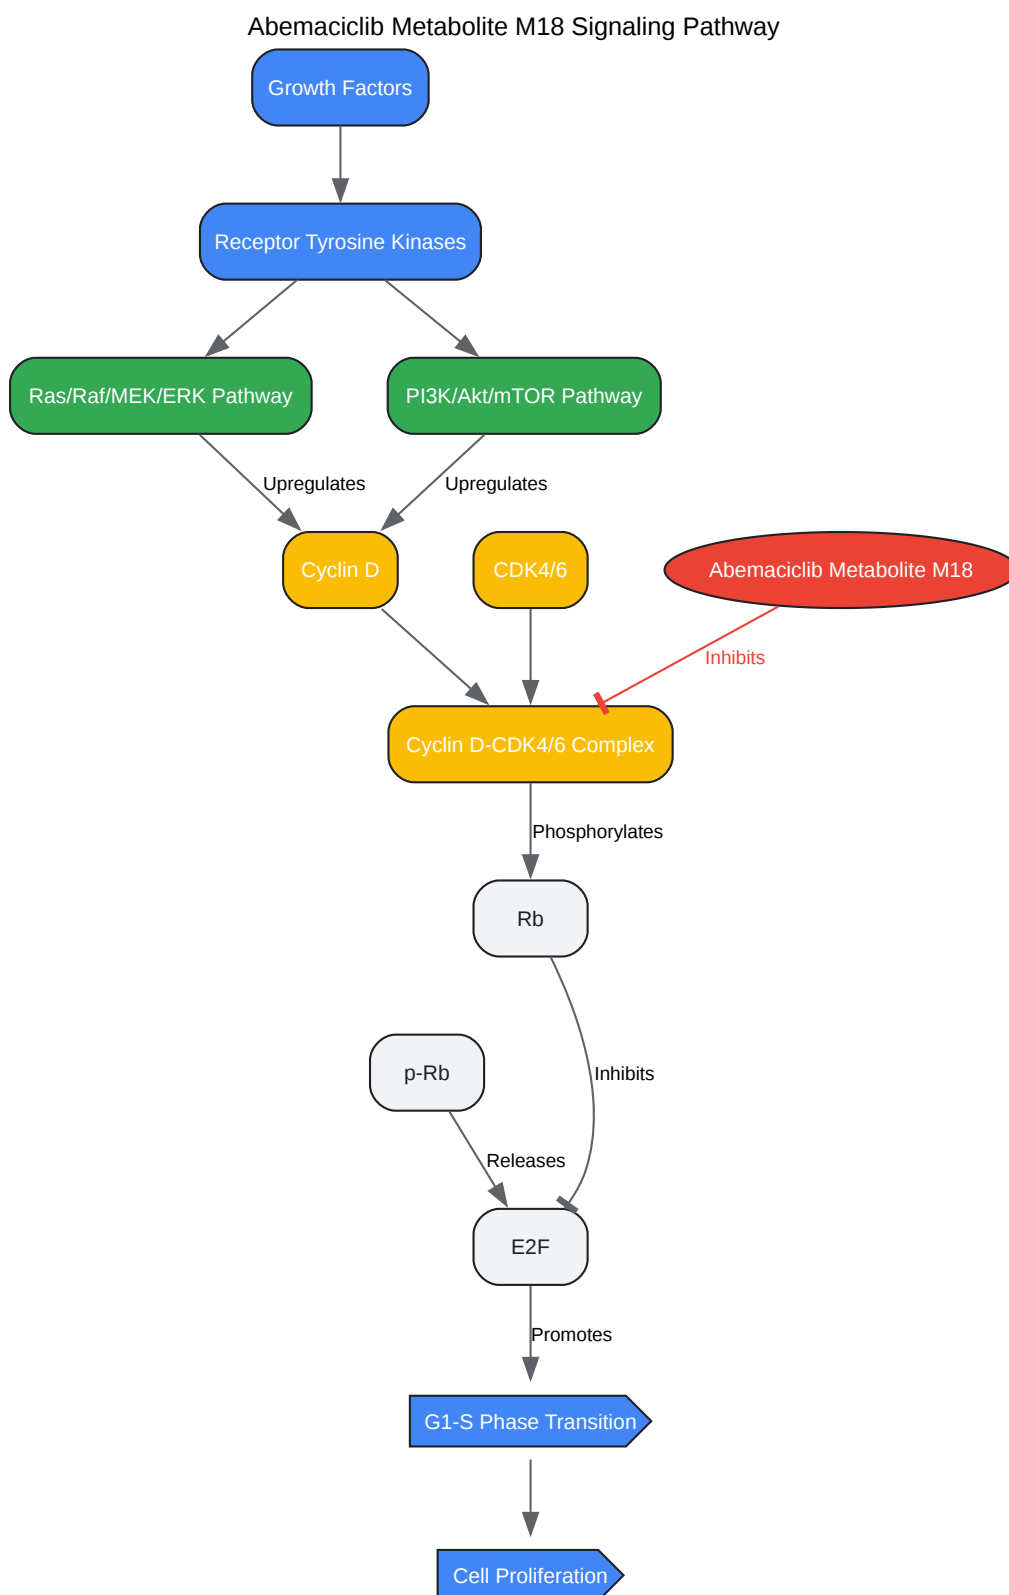 Abemaciclib Metabolite M18 Signaling Pathway
Growth Factors
Receptor Tyrosine Kinases
Ras/Raf/MEK/ERK Pathway
PI3K/Akt/mTOR Pathway
Upregulates
Upregulates
Cyclin D
CDK4/6
Abemaciclib Metabolite M18
Inhibits
Cyclin D-CDK4/6 Complex
Phosphorylates
Rb
p-Rb
Inhibits
Releases
E2F
Promotes
G1-S Phase Transition
Cell Proliferation